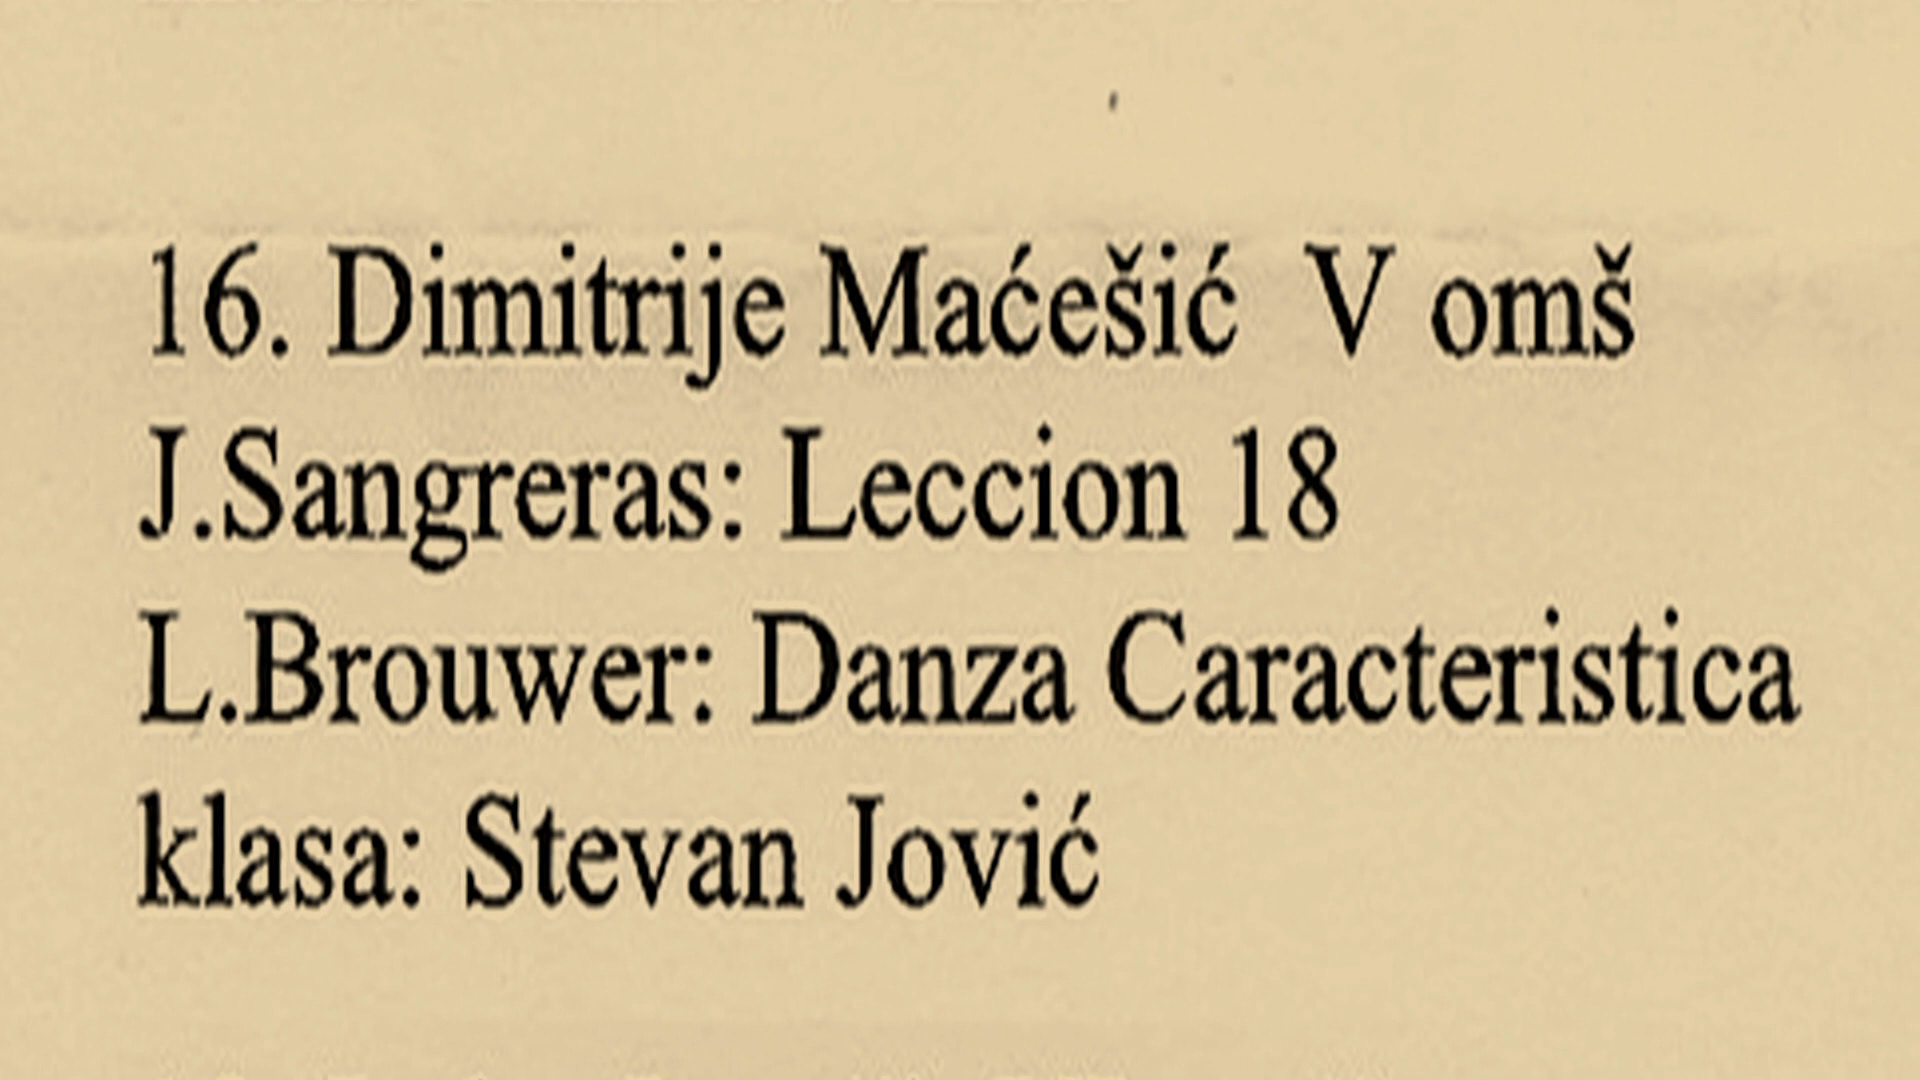 16. Dimitrije Maćešić  V omš
J.Sangreras: Leccion 18
L.Brouwer: Danza Caracteristica
klasa: Stevan Jović